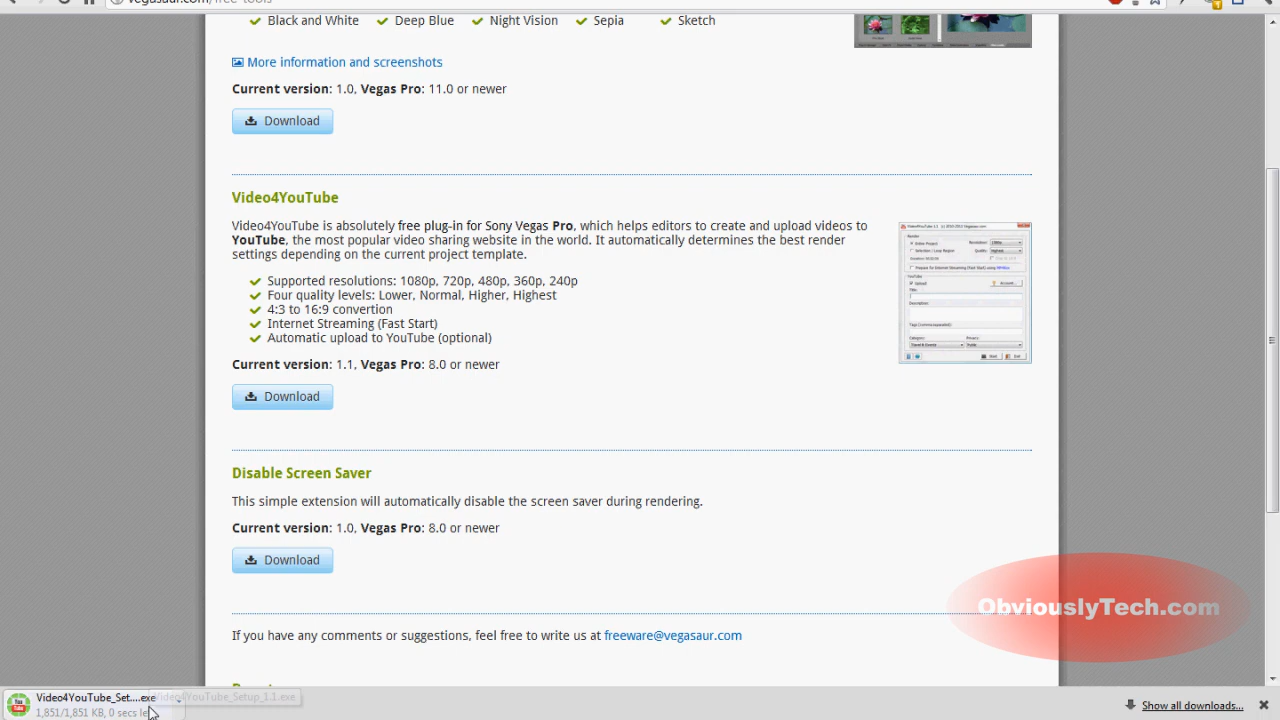 vegasaur.com/free-tools
Black and White
Deep Blue
Night Vision
Sepia
Sketch
More information and screenshots
Current version: 1.0, Vegas Pro: 11.0 or newer
Download
Video4YouTube
Video4YouTube is absolutely free plug-in for Sony Vegas Pro, which helps editors to create and upload videos to
YouTube, the most popular video sharing website in the world. It automatically determines the best render
settings depending on the current project template.
Supported resolutions: 1080p, 720p, 480p, 360p, 240p
Four quality levels: Lower, Normal, Higher, Highest
4:3 to 16:9 convertion
Internet Streaming (Fast Start)
Automatic upload to YouTube (optional)
Current version: 1.1, Vegas Pro: 8.0 or newer
Download
Disable Screen Saver
This simple extension will automatically disable the screen saver during rendering.
Current version: 1.0, Vegas Pro: 8.0 or newer
Download
ObviouslyTech.com
If you have any comments or suggestions, feel free to write us at freeware@vegasaur.com
Video4YouTube_Set....exe
Video4YouTube_Setup_1.1.exe
1,851/1,851 KB, 0 secs
Show all downloads...